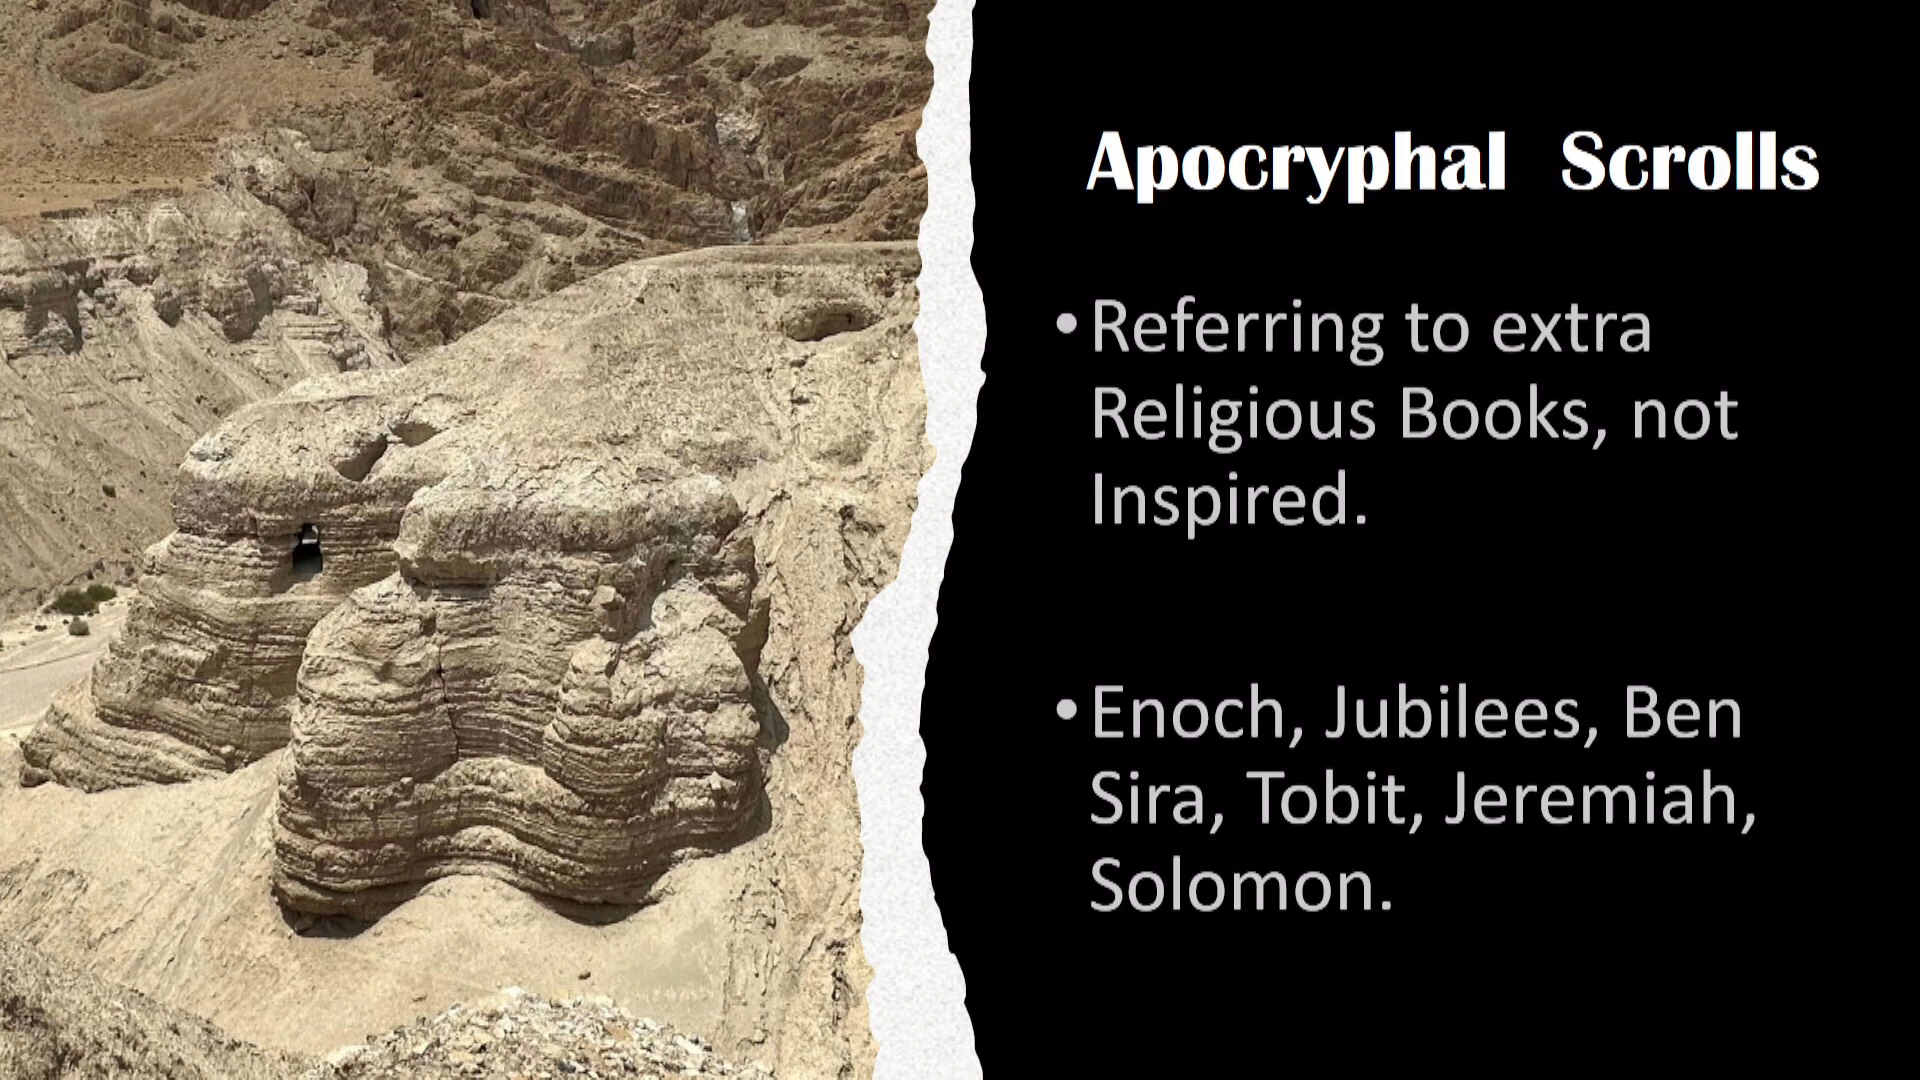 Apocryphal Scrolls
• Referring to extra
Religious Books, not
Inspired.
• Enoch, Jubilees, Ben
Sira, Tobit, Jeremiah,
Solomon.